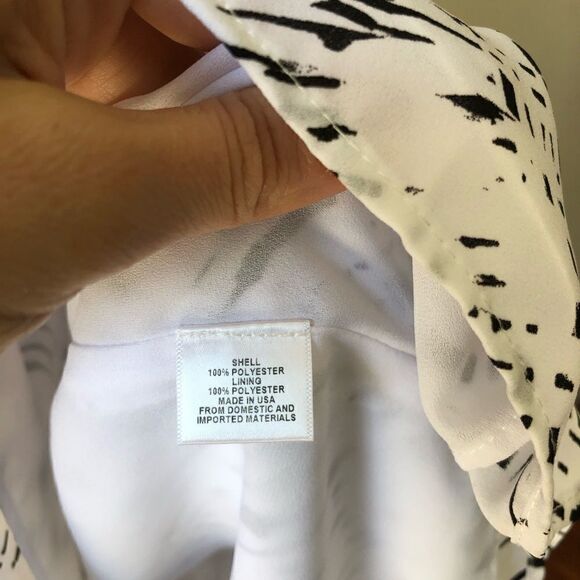 SHELL
100% POLYESTER
LINING
100% POLYESTER
MADE IN USA
FROM DOMESTIC AND
IMPORTED MATERIALS